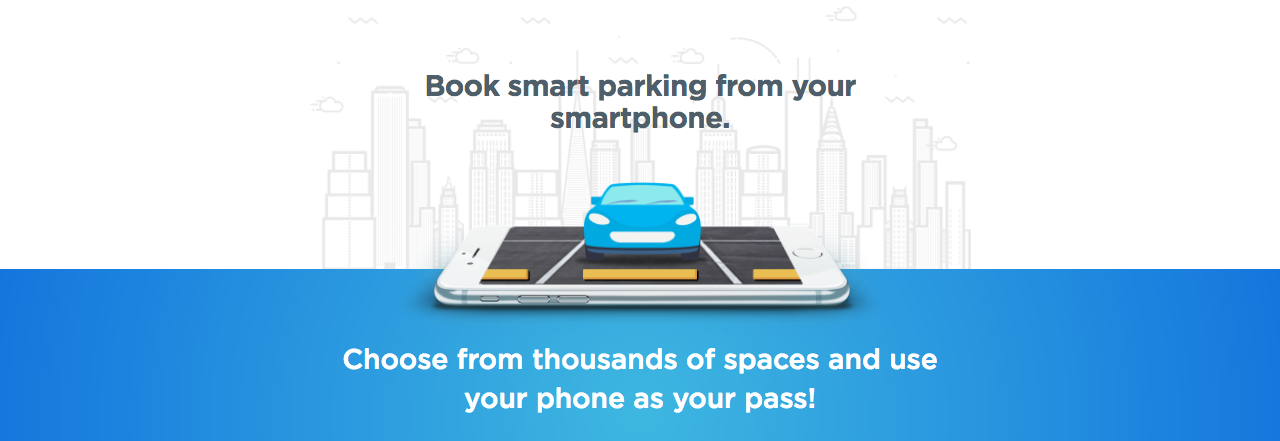 Book smart parking from your
smartphone.
Choose from thousands of spaces and use
your phone as your pass!